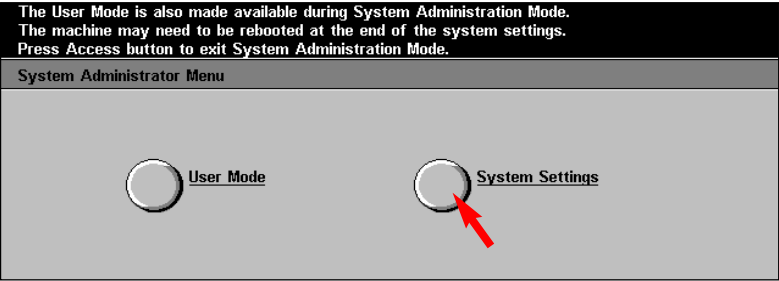 The User Mode is also made available during System Administration Mode.
The machine may need to be rebooted at the end of the system settings.
Press Access button to exit System Administration Mode.
System Administrator Menu
User Mode
System Settings